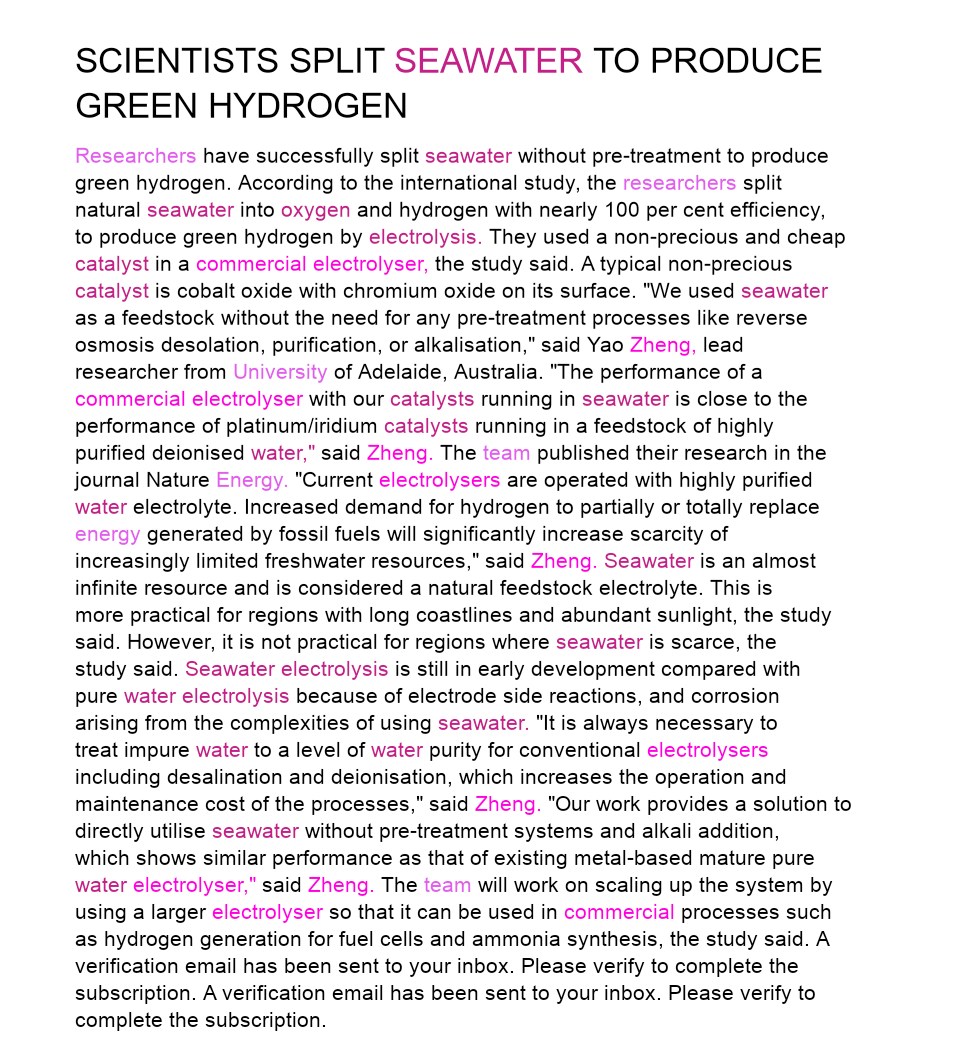 SCIENTISTS SPLIT SEAWATER TO PRODUCE
GREEN HYDROGEN
Researchers have successfully split seawater without pre-treatment to produce
green hydrogen. According to the international study, the researchers split
natural seawater into oxygen and hydrogen with nearly 100 per cent efficiency,
to produce green hydrogen by electrolysis. They used a non-precious and cheap
catalyst in a commercial electrolyser, the study said. A typical non-precious
catalyst is cobalt oxide with chromium oxide on its surface. "We used seawater
as a feedstock without the need for any pre-treatment processes like reverse
osmosis desolation, purification, or alkalisation," said Yao Zheng, lead
researcher from University of Adelaide, Australia. "The performance of a
commercial electrolyser with our catalysts running in seawater is close to the
performance of platinum/iridium catalysts running in a feedstock of highly
purified deionised water," said Zheng. The team published their research in the
journal Nature Energy. "Current electrolysers are operated with highly purified
water electrolyte. Increased demand for hydrogen to partially or totally replace
energy generated by fossil fuels will significantly increase scarcity of
increasingly limited freshwater resources," said Zheng. Seawater is an almost
infinite resource and is considered a natural feedstock electrolyte. This is
more practical for regions with long coastlines and abundant sunlight, the study
said. However, it is not practical for regions where seawater is scarce, the
study said. Seawater electrolysis is still in early development compared with
pure water electrolysis because of electrode side reactions, and corrosion
arising from the complexities of using seawater. "It is always necessary to
treat impure water to a level of water purity for conventional electrolysers
including desalination and deionisation, which increases the operation and
maintenance cost of the processes," said Zheng. "Our work provides a solution to
directly utilise seawater without pre-treatment systems and alkali addition,
which shows similar performance as that of existing metal-based mature pure
water electrolyser," said Zheng. The team will work on scaling up the system by
using a larger electrolyser so that it can be used in commercial processes such
as hydrogen generation for fuel cells and ammonia synthesis, the study said. A
verification email has been sent to your inbox. Please verify to complete the
subscription. A verification email has been sent to your inbox. Please verify to
complete the subscription.